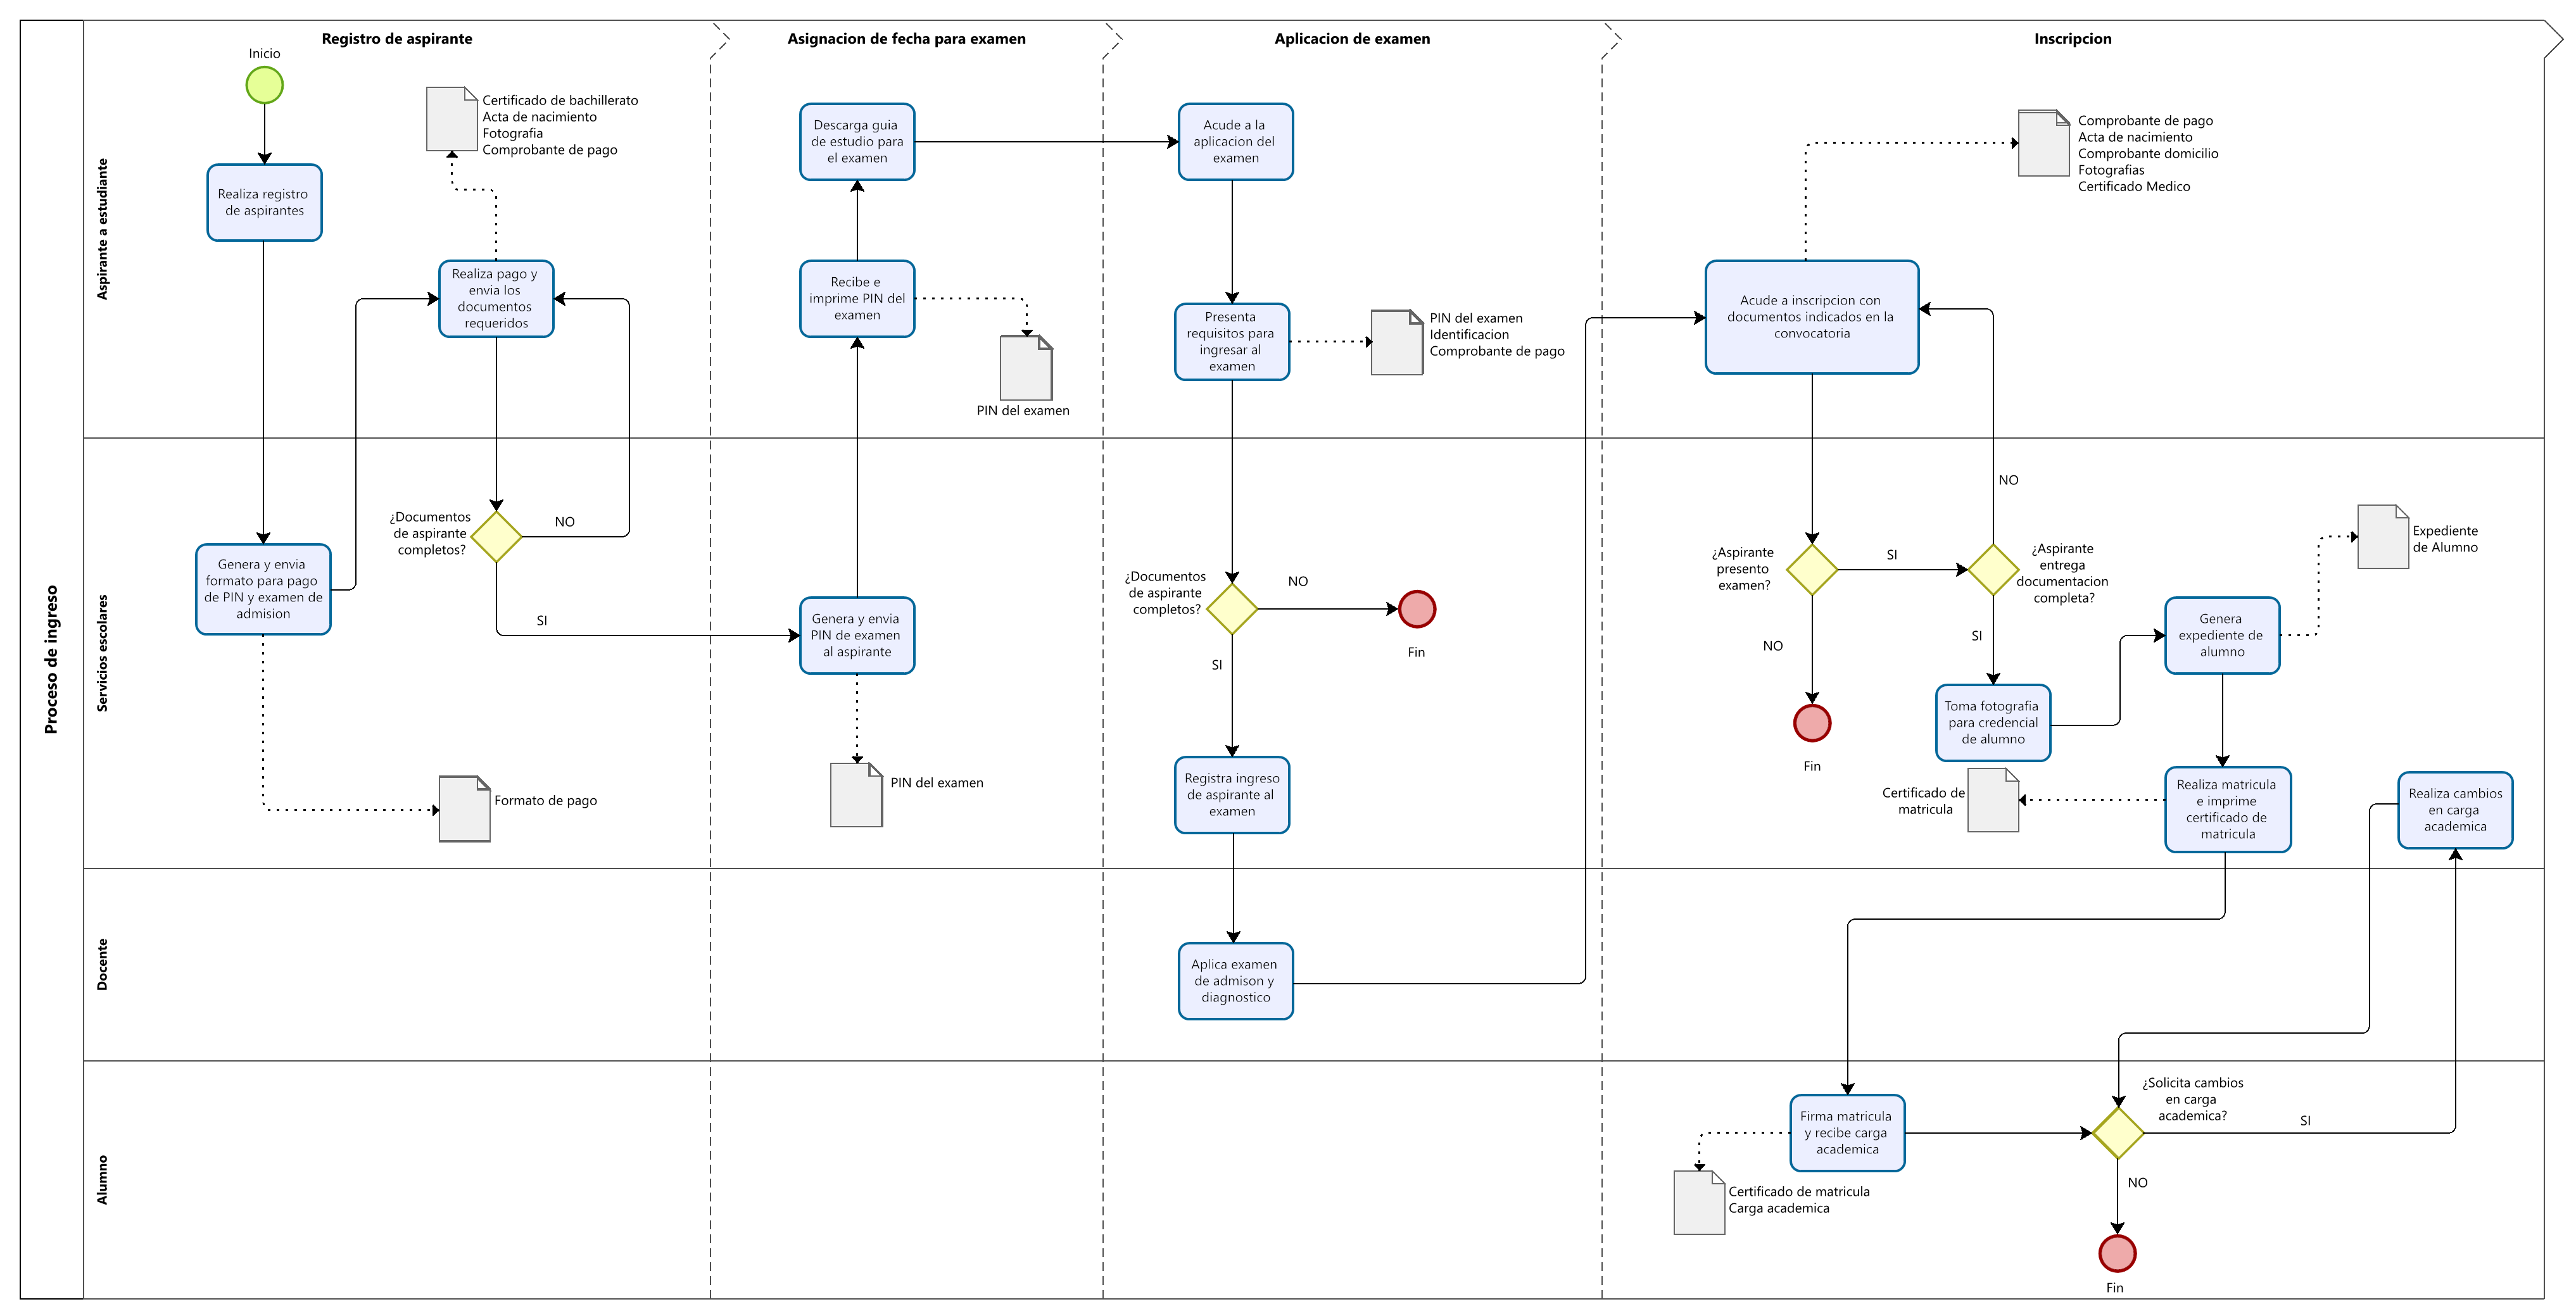 Proceso de ingreso
Registro de aspirante
Asignacion de fecha para examen
Aplicacion de examen
Inscripcion
Aspirante a estudiante
Inicio
Realiza registro
de aspirantes
Certificado de bachillerato
Acta de nacimiento
Fotografia
Comprobante de pago
Realiza pago y
envia los
documentos
requeridos
Descarga guia
de estudio para
el examen
Recibe e
imprime PIN del
examen
PIN del examen
Acude a la
aplicacion del
examen
Presenta
requisitos para
ingresar al
examen
PIN del examen
Identificacion
Comprobante de pago
Comprobante de pago
Acta de nacimiento
Comprobante domicilio
Fotografias
Certificado Medico
Acude a inscripcion con
documentos indicados en la
convocatoria
Servicios escolares
Genera y envia
formato para pago
de PIN y examen de
admision
¿Documentos
de aspirante
completos?
NO
SI
Formato de pago
Genera y envia
PIN de examen
al aspirante
PIN del examen
¿Documentos
de aspirante
completos?
NO
Fin
SI
Registra ingreso
de aspirante al
examen
¿Aspirante
presento
examen?
SI
NO
Fin
NO
¿Aspirante
entrega
documentacion
completa?
SI
Toma fotografia
para credencial
de alumno
Genera
expediente de
alumno
Expediente
de Alumno
Certificado de
matricula
Realiza matricula
e imprime
certificado de
matricula
Realiza cambios
en carga
academica
Docente
Aplica examen
de admison y
diagnostico
Alumno
Firma matricula
y recibe carga
academica
Certificado de matricula
Carga academica
¿Solicita cambios
en carga
academica?
SI
NO
Fin